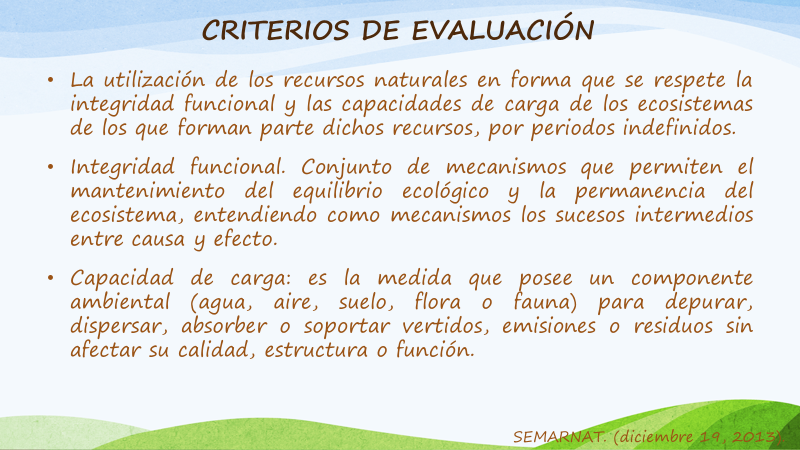 CRITERIOS DE EVALUACIÓN
• La utilización de los recursos naturales en forma que se respete la
integridad funcional y las capacidades de carga de los ecosistemas
de los que forman parte dichos recursos, por periodos indefinidos.
• Integridad funcional. Conjunto de mecanismos que permiten el
mantenimiento del equilibrio ecológico y la permanencia del
ecosistema, entendiendo como mecanismos los sucesos intermedios
entre causa y efecto.
• Capacidad de carga: es la medida que posee un componente
ambiental (agua, aire, suelo, flora o fauna) para depurar,
dispersar, absorber o soportar vertidos, emisiones o residuos sin
afectar su calidad, estructura o función.
SEMARNAT. (diciembre 19, 2013)